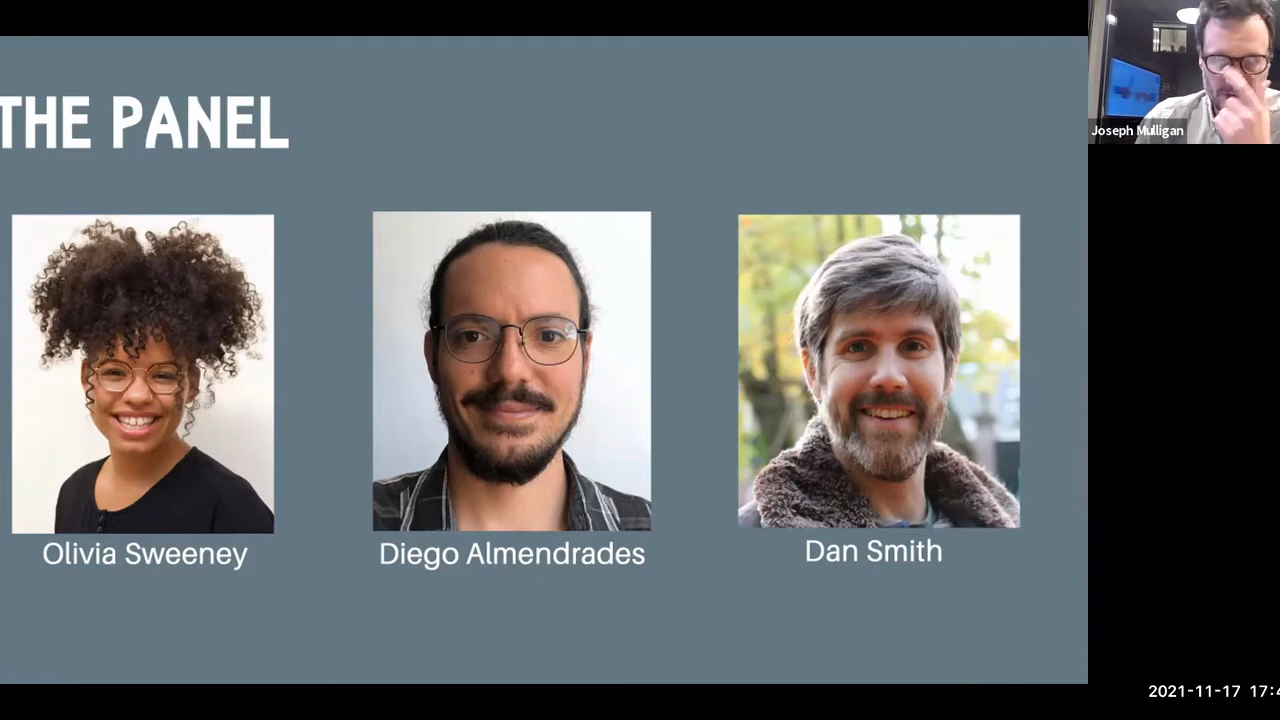 THE PANEL
Joseph Mulligan
Olivia Sweeney
Diego Almendrades
Dan Smith
2021-11-17 17:4